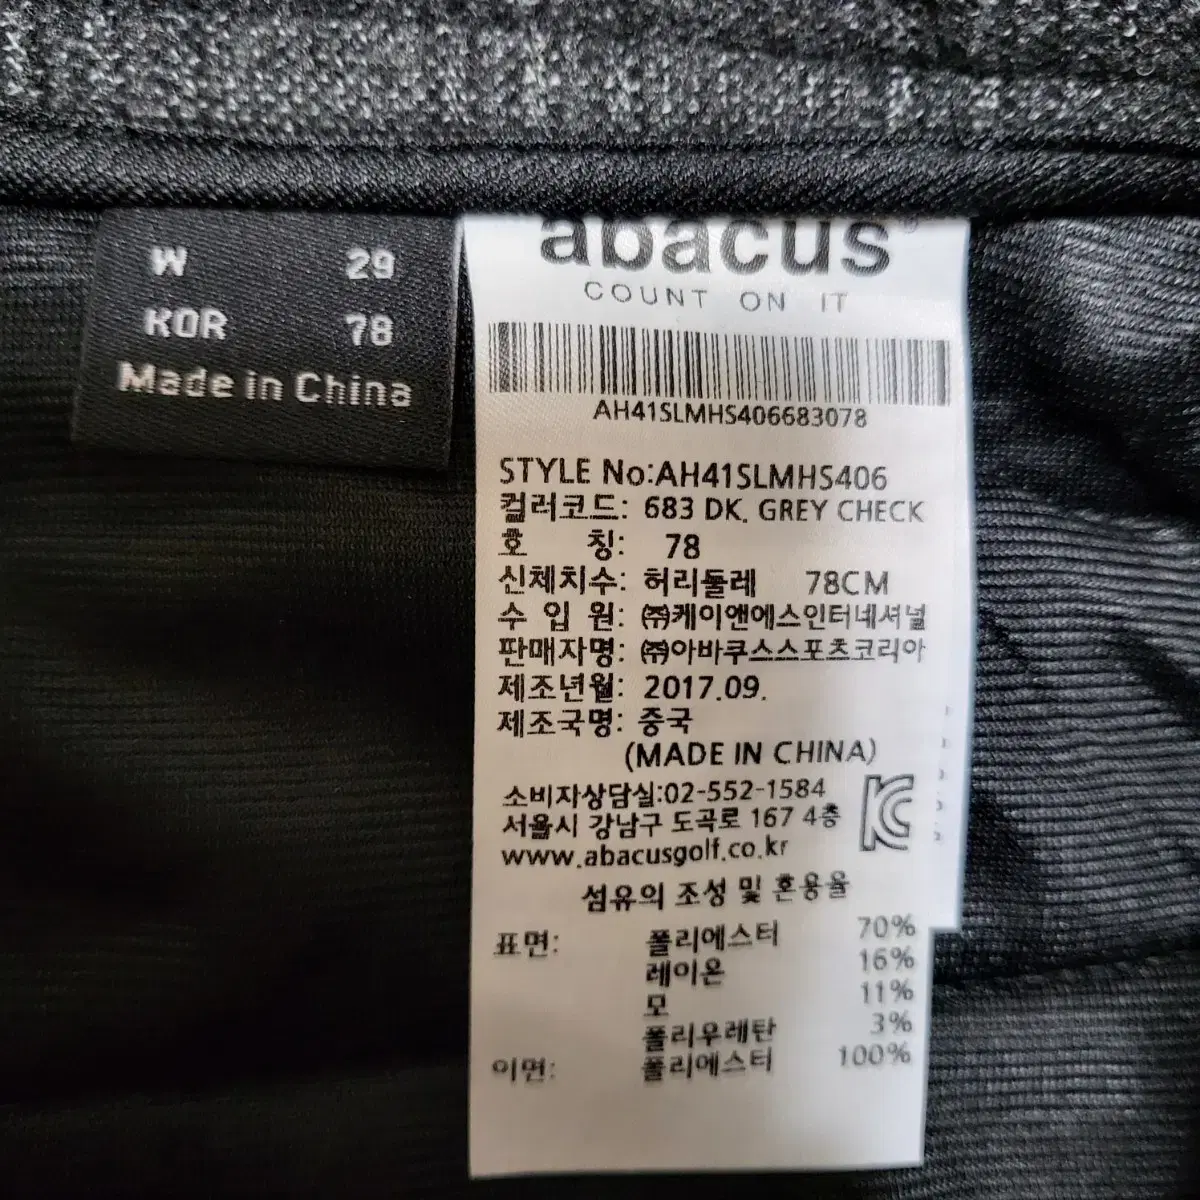 W 29
KOR 78
Made in China
abacus
COUNT ON IT
AH41SLMHS406683078
STYLE No:AH41SLMHS406
컬러코드: 683 DK. GREY CHECK
호 칭: 78
신체치수: 허리둘레 78CM
수 입 원: ㈜케이앤에스인터네셔널
판매자명: ㈜아바쿠스스포츠코리아
제조년월: 2017.09.
제조국명: 중국
(MADE IN CHINA)
소비자상담실:02-552-1584
서울시 강남구 도곡로 167 4층
www.abacusgolf.co.kr
섬유의 조성 및 혼용율
표면: 폴리에스터 70%
레이온 16%
모 11%
폴리우레탄 3%
이면: 폴리에스터 100%